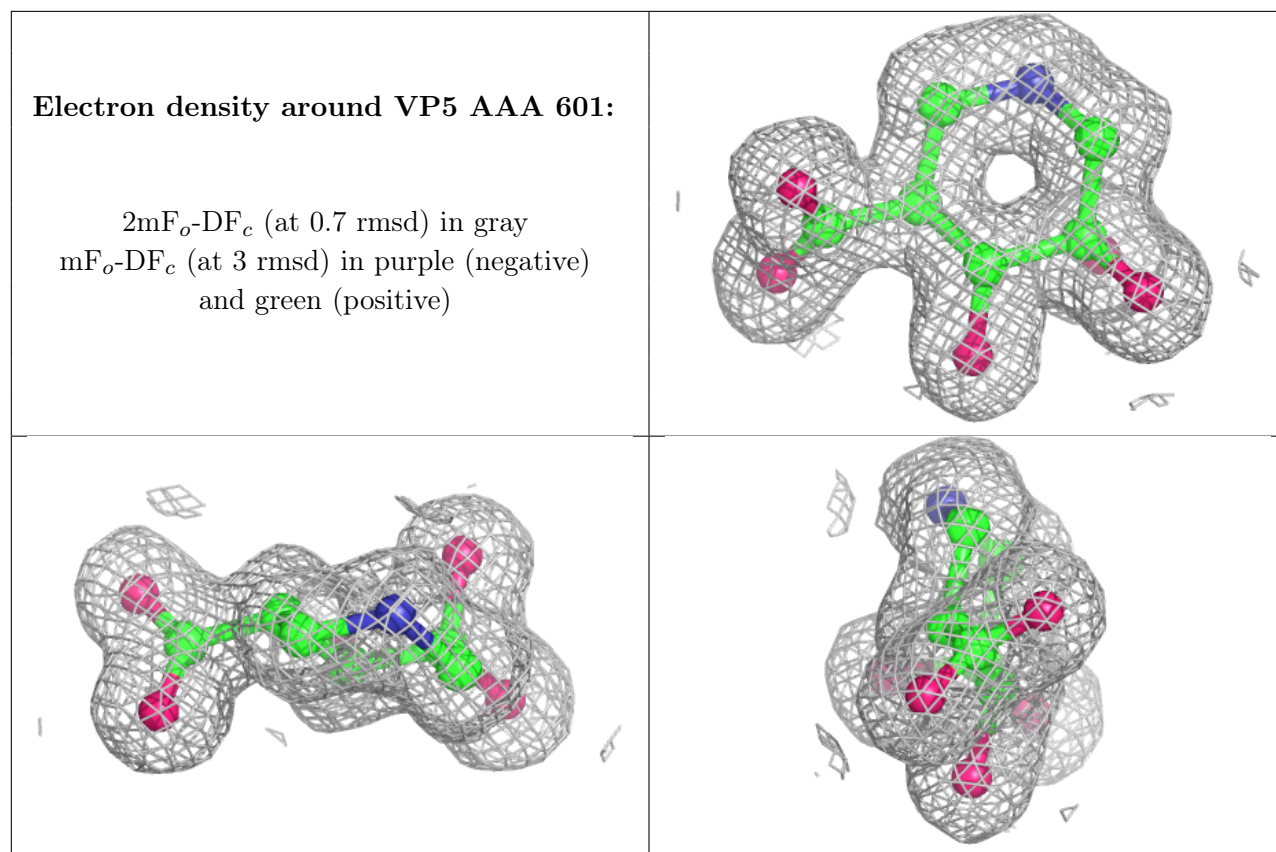 Electron density around VP5 AAA 601:
2mFₒ-DF𝒸 (at 0.7 rmsd) in gray
mFₒ-DF𝒸 (at 3 rmsd) in purple (negative)
and green (positive)